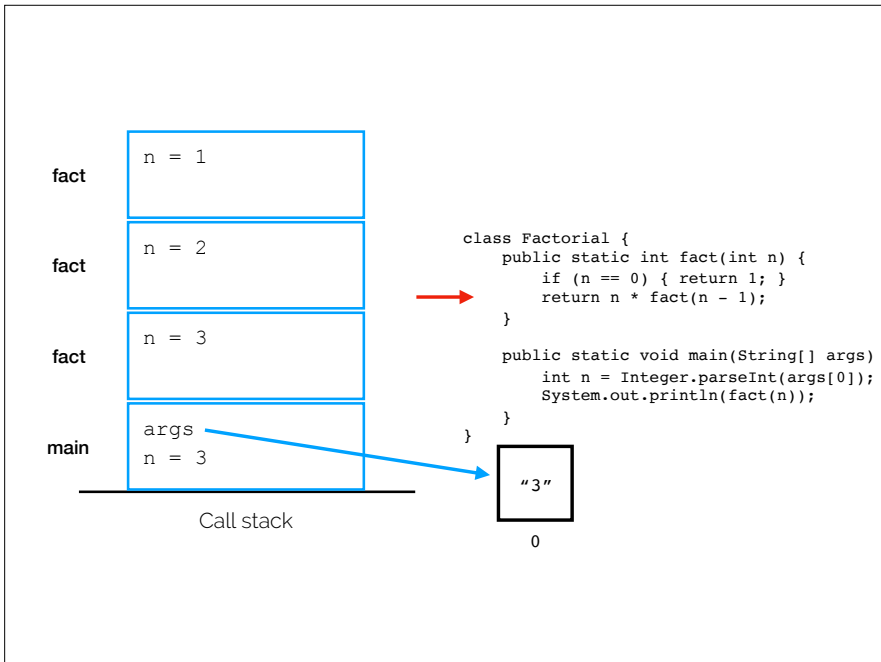 fact
n = 1
fact
n = 2
fact
n = 3
main
args
n = 3
Call stack
class Factorial {
    public static int fact(int n) {
        if (n == 0) { return 1; }
        return n * fact(n - 1);
    }

    public static void main(String[] args)
        int n = Integer.parseInt(args[0]);
        System.out.println(fact(n));
    }
}
“3”
0